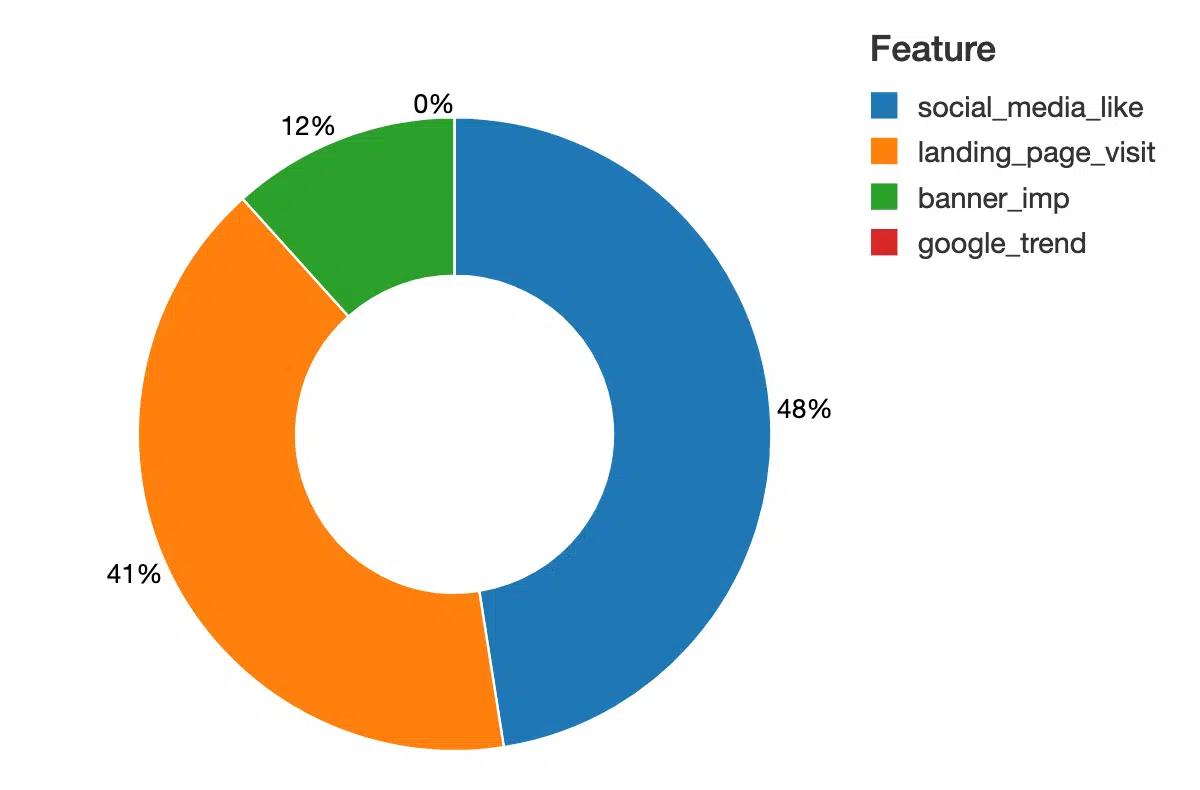 Feature
social_media_like
landing_page_visit
banner_imp
google_trend
0%
12%
48%
41%